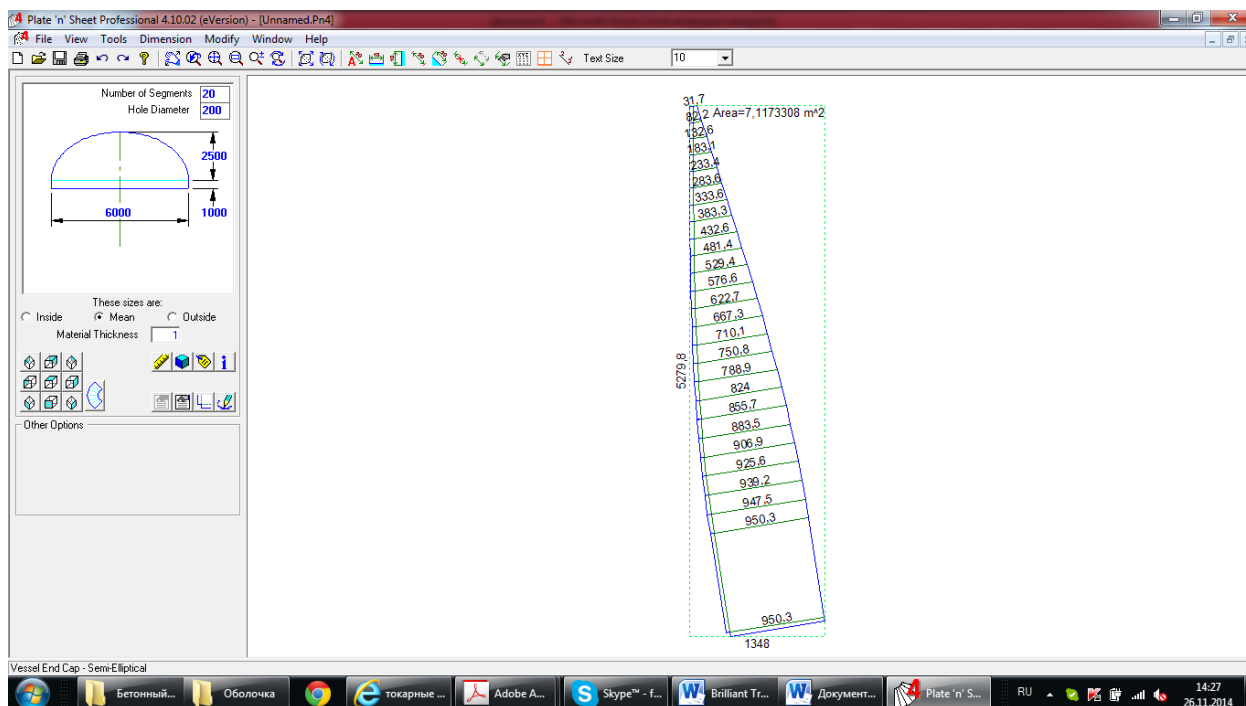 Plate 'n' Sheet Professional 4.10.02 (eVersion) - [Unnamed.Pn4]
File View Tools Dimension Modify Window Help
Text Size 10
Number of Segments 20
Hole Diameter 200
2500
6000
1000
These sizes are:
Inside Mean Outside
Material Thickness 1
Other Options
31,7
82,2 Area=7,1173308 m^2
132,6
183,1
233,4
283,6
333,6
383,3
432,6
481,4
529,4
576,6
622,7
667,3
710,1
750,8
5279,8
788,9
824
855,7
883,5
906,9
925,6
939,2
947,5
950,3
950,3
1348
Vessel End Cap - Semi-Elliptical
Бетонный... Оболочка токарные ... Adobe A... Skype™ - f... Brilliant Tr... Документ... Plate 'n' S... RU 14:27
26.11.2014